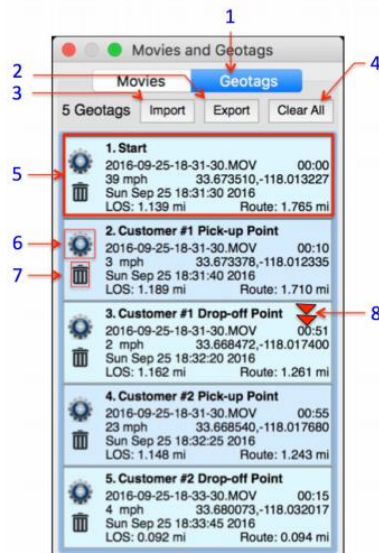 1
Movies and Geotags
2
Movies Geotags
3
4
5 Geotags Import Export Clear All
5
1. Start
2016-09-25-18-31-30.MOV 00:00
39 mph 33.673510,-118.013227
Sun Sep 25 18:31:30 2016
LOS: 1.139 mi Route: 1.765 mi
6
2. Customer #1 Pick-up Point
2016-09-25-18-31-30.MOV 00:10
3 mph 33.673378,-118.012335
7
Sun Sep 25 18:31:40 2016
LOS: 1.189 mi Route: 1.710 mi
3. Customer #1 Drop-off Point
8
2016-09-25-18-31-30.MOV 00:51
2 mph 33.668472,-118.017400
Sun Sep 25 18:32:20 2016
LOS: 1.162 mi Route: 1.261 mi
4. Customer #2 Pick-up Point
2016-09-25-18-31-30.MOV 00:55
23 mph 33.668540,-118.017680
Sun Sep 25 18:32:25 2016
LOS: 1.148 mi Route: 1.243 mi
5. Customer #2 Drop-off Point
2016-09-25-18-33-30.MOV 00:15
4 mph 33.680073,-118.032017
Sun Sep 25 18:33:45 2016
LOS: 0.092 mi Route: 0.094 mi